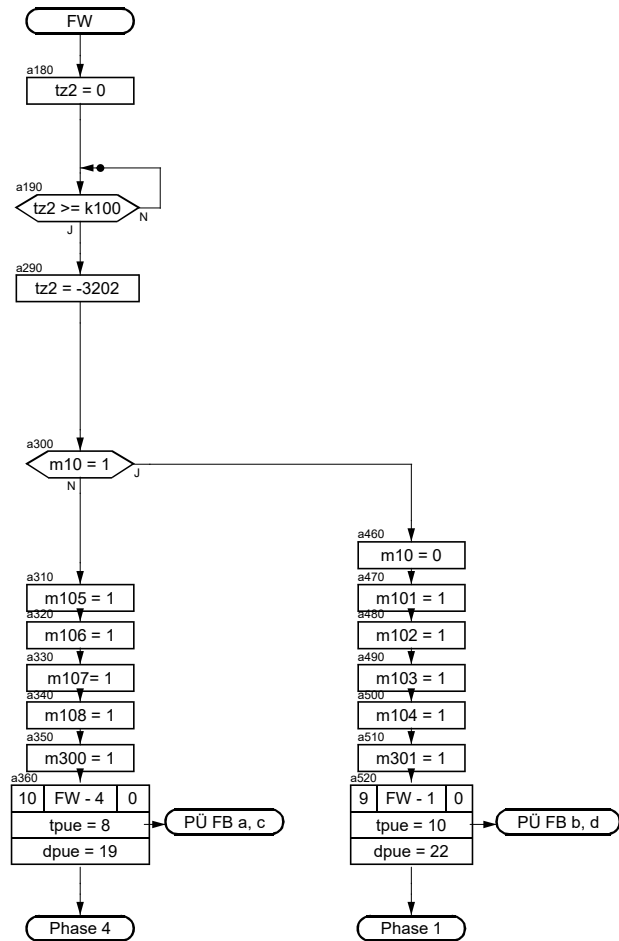 FW
a180
tz2 = 0
a190
tz2 >= k100
N
J
a290
tz2 = -3202
a300
m10 = 1
J
N
a460
m10 = 0
a310
m105 = 1
a320
m106 = 1
a330
m107= 1
a340
m108 = 1
a350
m300 = 1
a360
10 FW - 4 0
tpue = 8
PÜ FB a, c
dpue = 19
Phase 4
a470
m101 = 1
a480
m102 = 1
a490
m103 = 1
a500
m104 = 1
a510
m301 = 1
a520
9 FW - 1 0
tpue = 10
PÜ FB b, d
dpue = 22
Phase 1